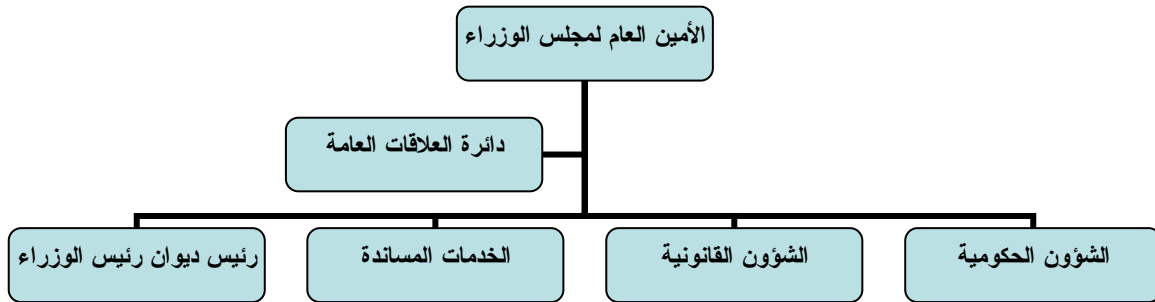 الأمين العام لمجلس الوزراء
دائرة العلاقات العامة
الشؤون الحكومية
الشؤون القانونية
الخدمات المساندة
رئيس ديوان رئيس الوزراء